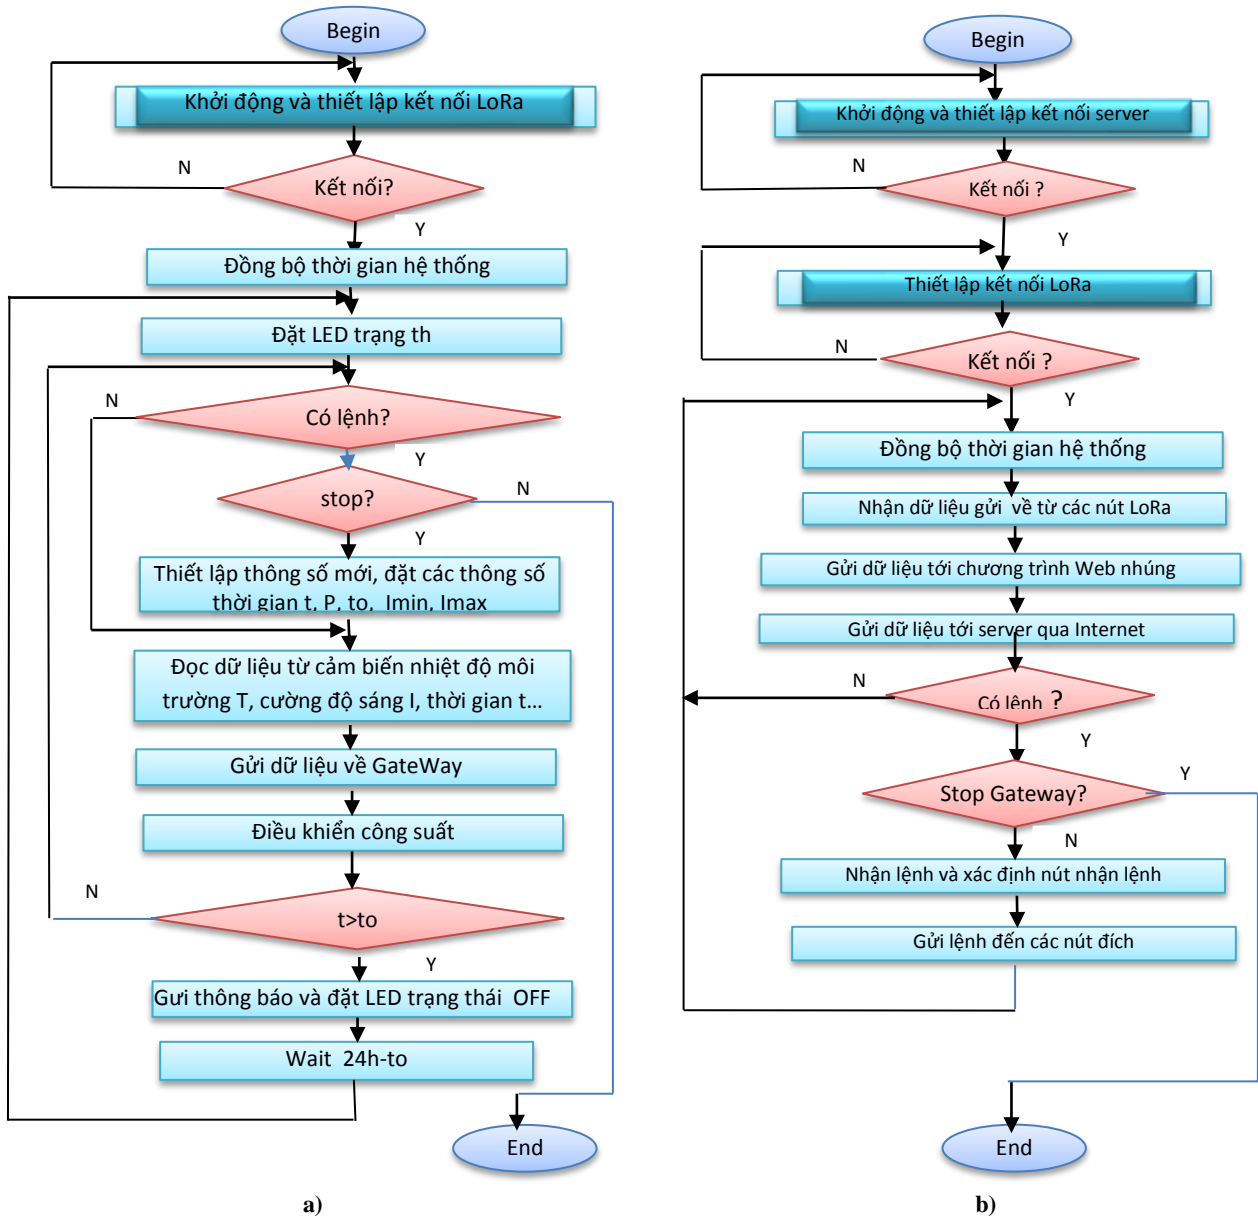 Begin
Khởi động và thiết lập kết nối LoRa
N
Kết nối?
Y
Đồng bộ thời gian hệ thống
Đặt LED trạng th
N
Có lệnh?
Y
stop?
N
Y
Thiết lập thông số mới, đặt các thông số
thời gian t, P, to, Imin, Imax
Đọc dữ liệu từ cảm biến nhiệt độ môi
trường T, cường độ sáng I, thời gian t...
Gửi dữ liệu về GateWay
Điều khiển công suất
N
t>to
Y
Gưi thông báo và đặt LED trạng thái OFF
Wait 24h-to
End
a)
Begin
Khởi động và thiết lập kết nối server
N
Kết nối ?
Y
Thiết lập kết nối LoRa
N
Kết nối ?
Y
Đồng bộ thời gian hệ thống
Nhận dữ liệu gửi về từ các nút LoRa
Gửi dữ liệu tới chương trình Web nhúng
Gửi dữ liệu tới server qua Internet
N
Có lệnh ?
Y
Stop Gateway?
Y
N
Nhận lệnh và xác định nút nhận lệnh
Gửi lệnh đến các nút đích
End
b)